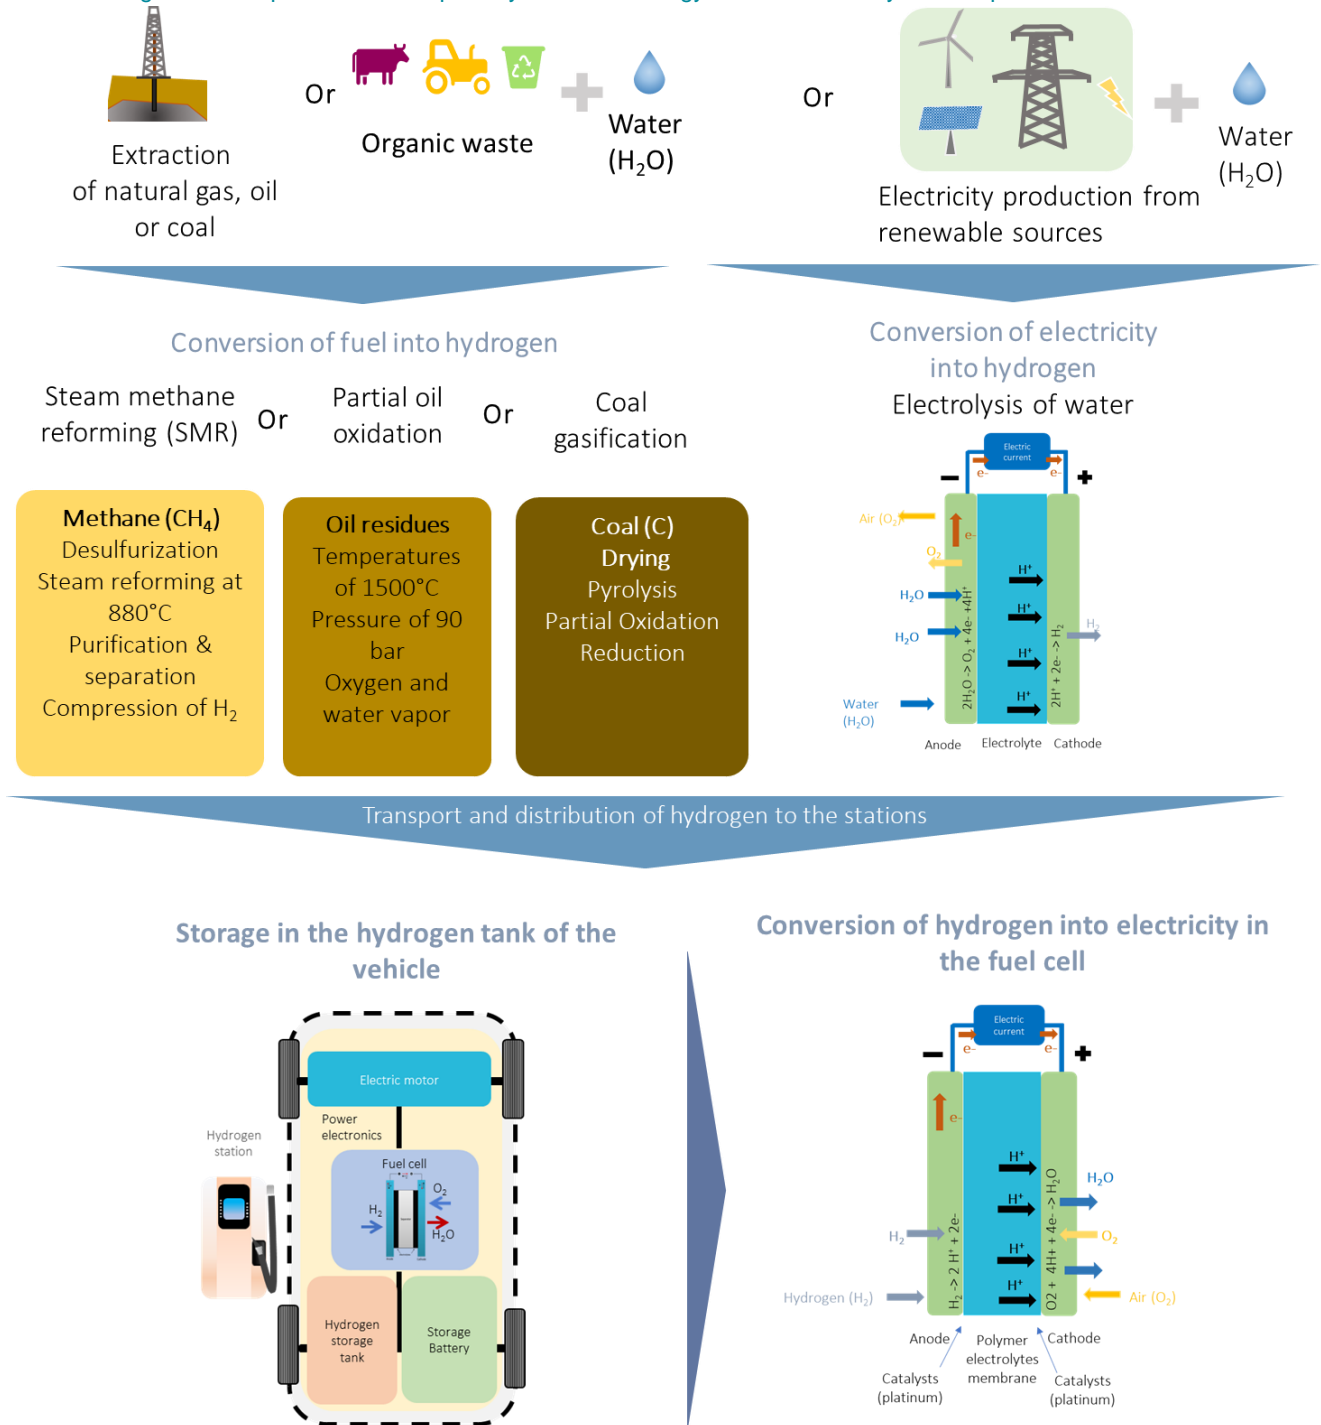 Or
Organic waste
Water
(H₂O)
Extraction
of natural gas, oil
or coal
Or
Water
(H₂O)
Electricity production from
renewable sources
Conversion of fuel into hydrogen
Steam methane
reforming (SMR)
Or
Partial oil
oxidation
Or
Coal
gasification
Methane (CH₄)
Desulfurization
Steam reforming at
880°C
Purification &
separation
Compression of H₂
Oil residues
Temperatures
of 1500°C
Pressure of 90
bar
Oxygen and
water vapor
Coal (C)
Drying
Pyrolysis
Partial Oxidation
Reduction
Conversion of electricity
into hydrogen
Electrolysis of water
Electric
current
e-
e-
−
+
Air (O₂)
e-
O₂
H₂O
H₂O
Water
(H₂O)
2H₂O -> O₂ + 4e- +4H⁺
H⁺
H⁺
H⁺
H⁺
2H⁺ + 2e- -> H₂
H₂
Anode
Electrolyte
Cathode
Transport and distribution of hydrogen to the stations
Storage in the hydrogen tank of the
vehicle
Hydrogen
station
Electric motor
Power
electronics
Fuel cell
H₂
O₂
H₂O
Hydrogen
storage
tank
Storage
Battery
Conversion of hydrogen into electricity in
the fuel cell
Electric
current
e-
e-
−
+
e-
H₂
Hydrogen (H₂)
H₂ -> 2 H⁺ + 2e-
H⁺
H⁺
H⁺
H⁺
O2 + 4H+ + 4e- -> H₂O
H₂O
O₂
Air (O₂)
Anode
Polymer
electrolytes
membrane
Cathode
Catalysts
(platinum)
Catalysts
(platinum)